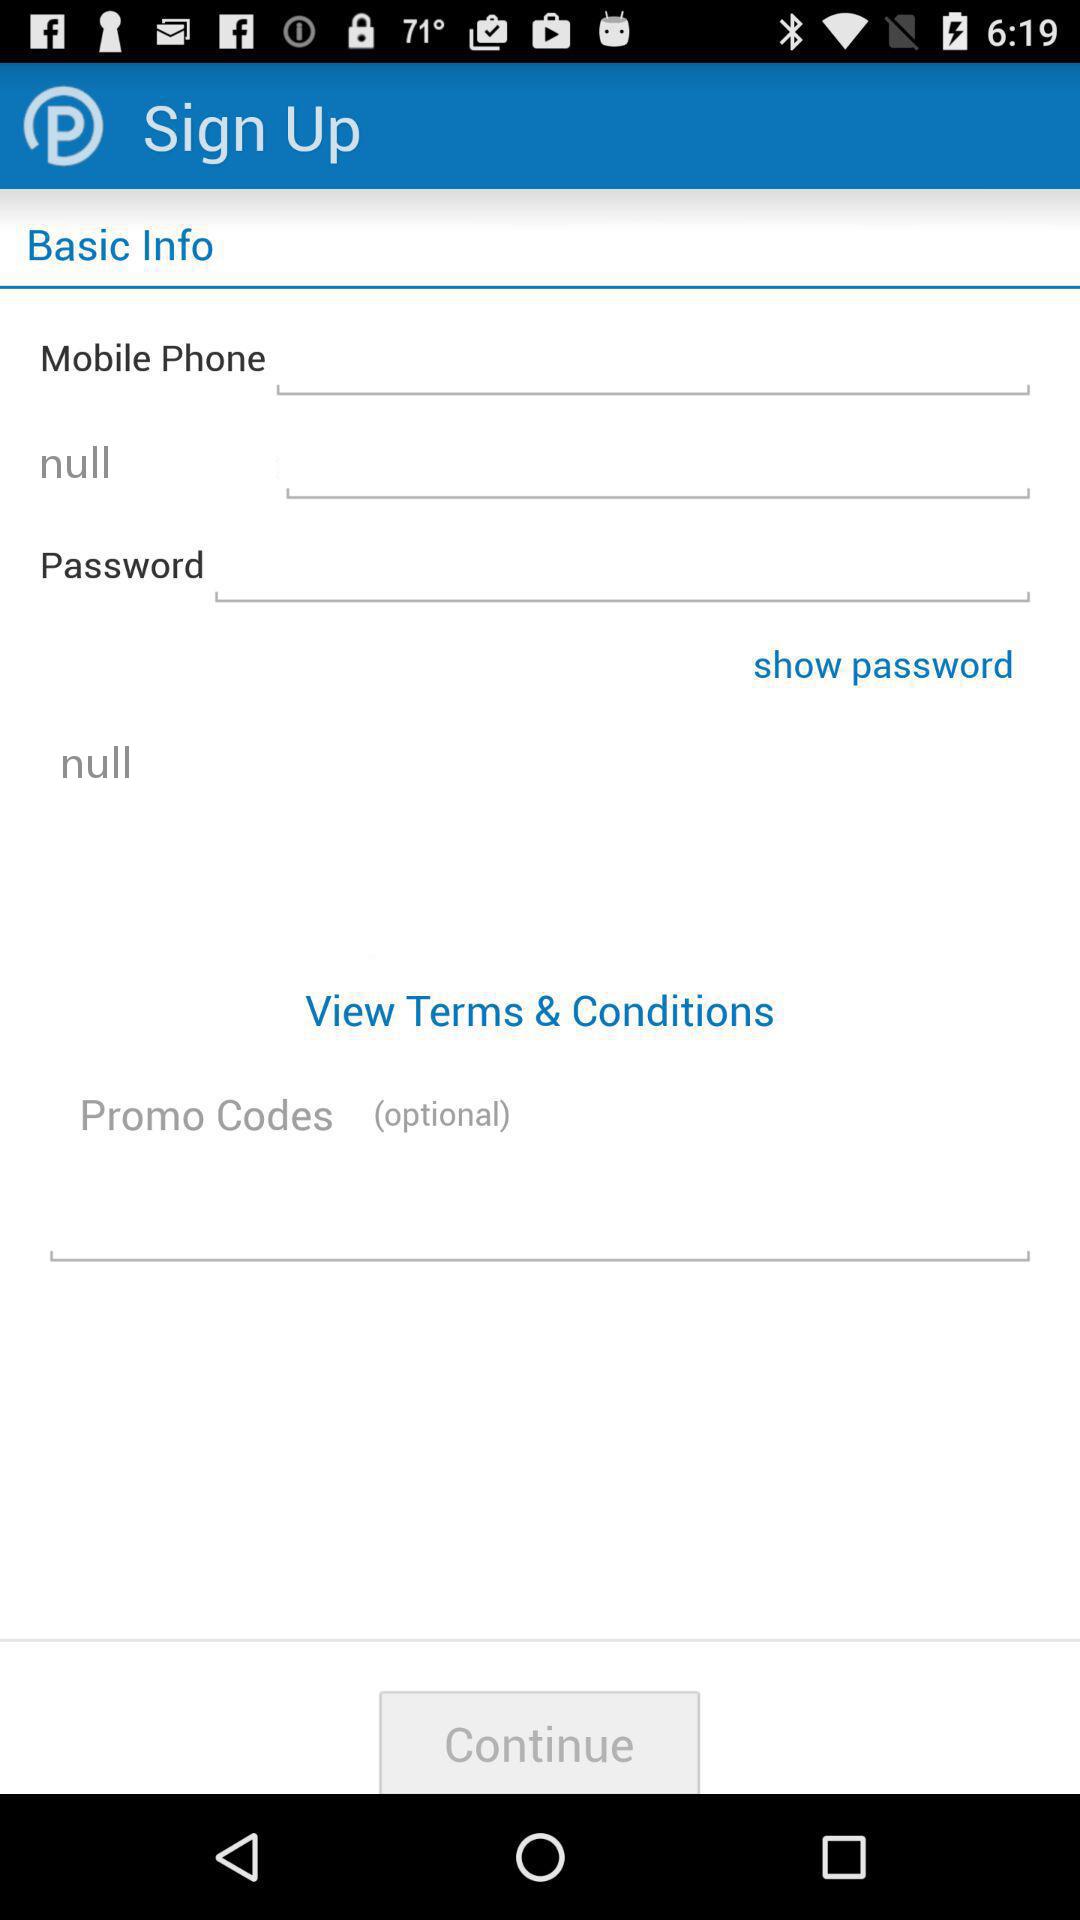 71° 6:19
Sign Up
Basic Info
Mobile Phone
null
Password
show password
null
View Terms & Conditions
Promo Codes (optional)
Continue